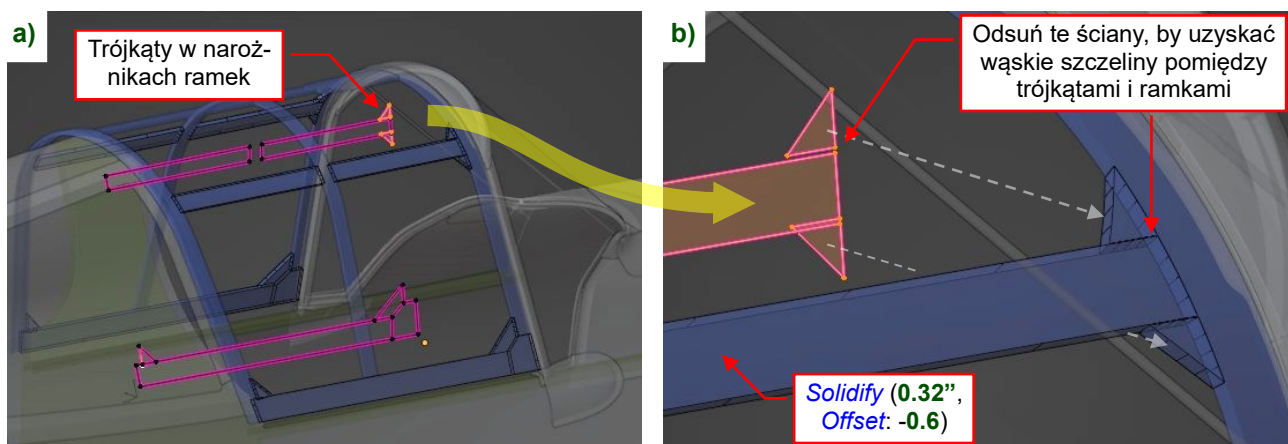 a)
Trójkąty w naroż-
nikach ramek
b)
Odsuń te ściany, by uzyskać
wąskie szczeliny pomiędzy
trójkątami i ramkami
Solidify (0.32”,
Offset: -0.6)